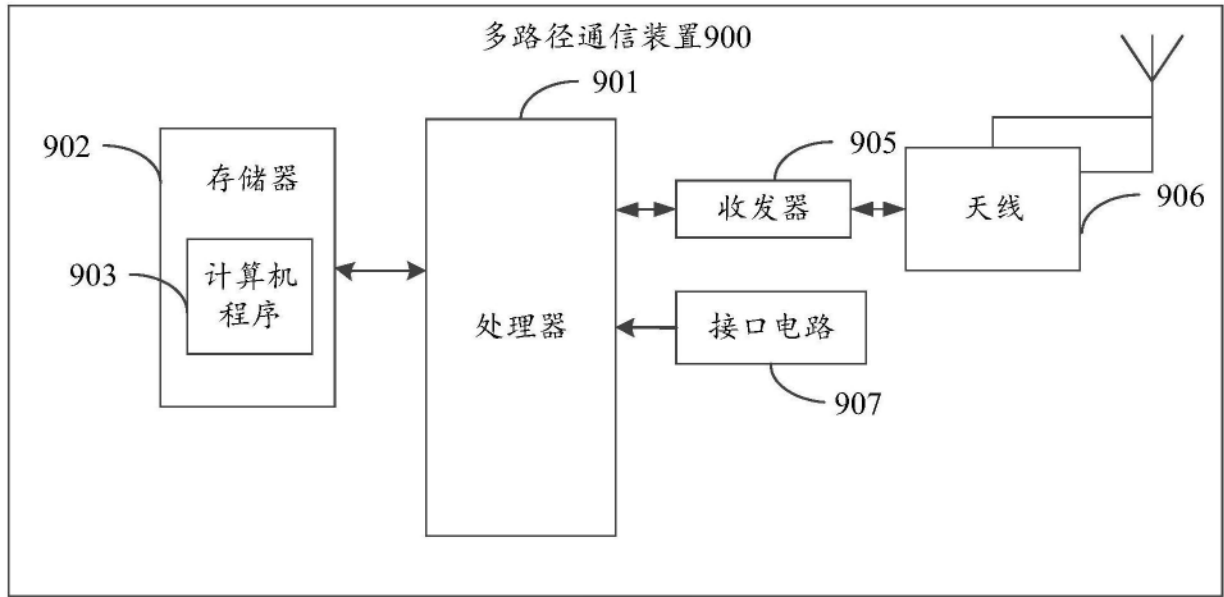 多路径通信装置900
901
902
存储器
903
计算机
程序
处理器
905
收发器
天线
906
接口电路
907